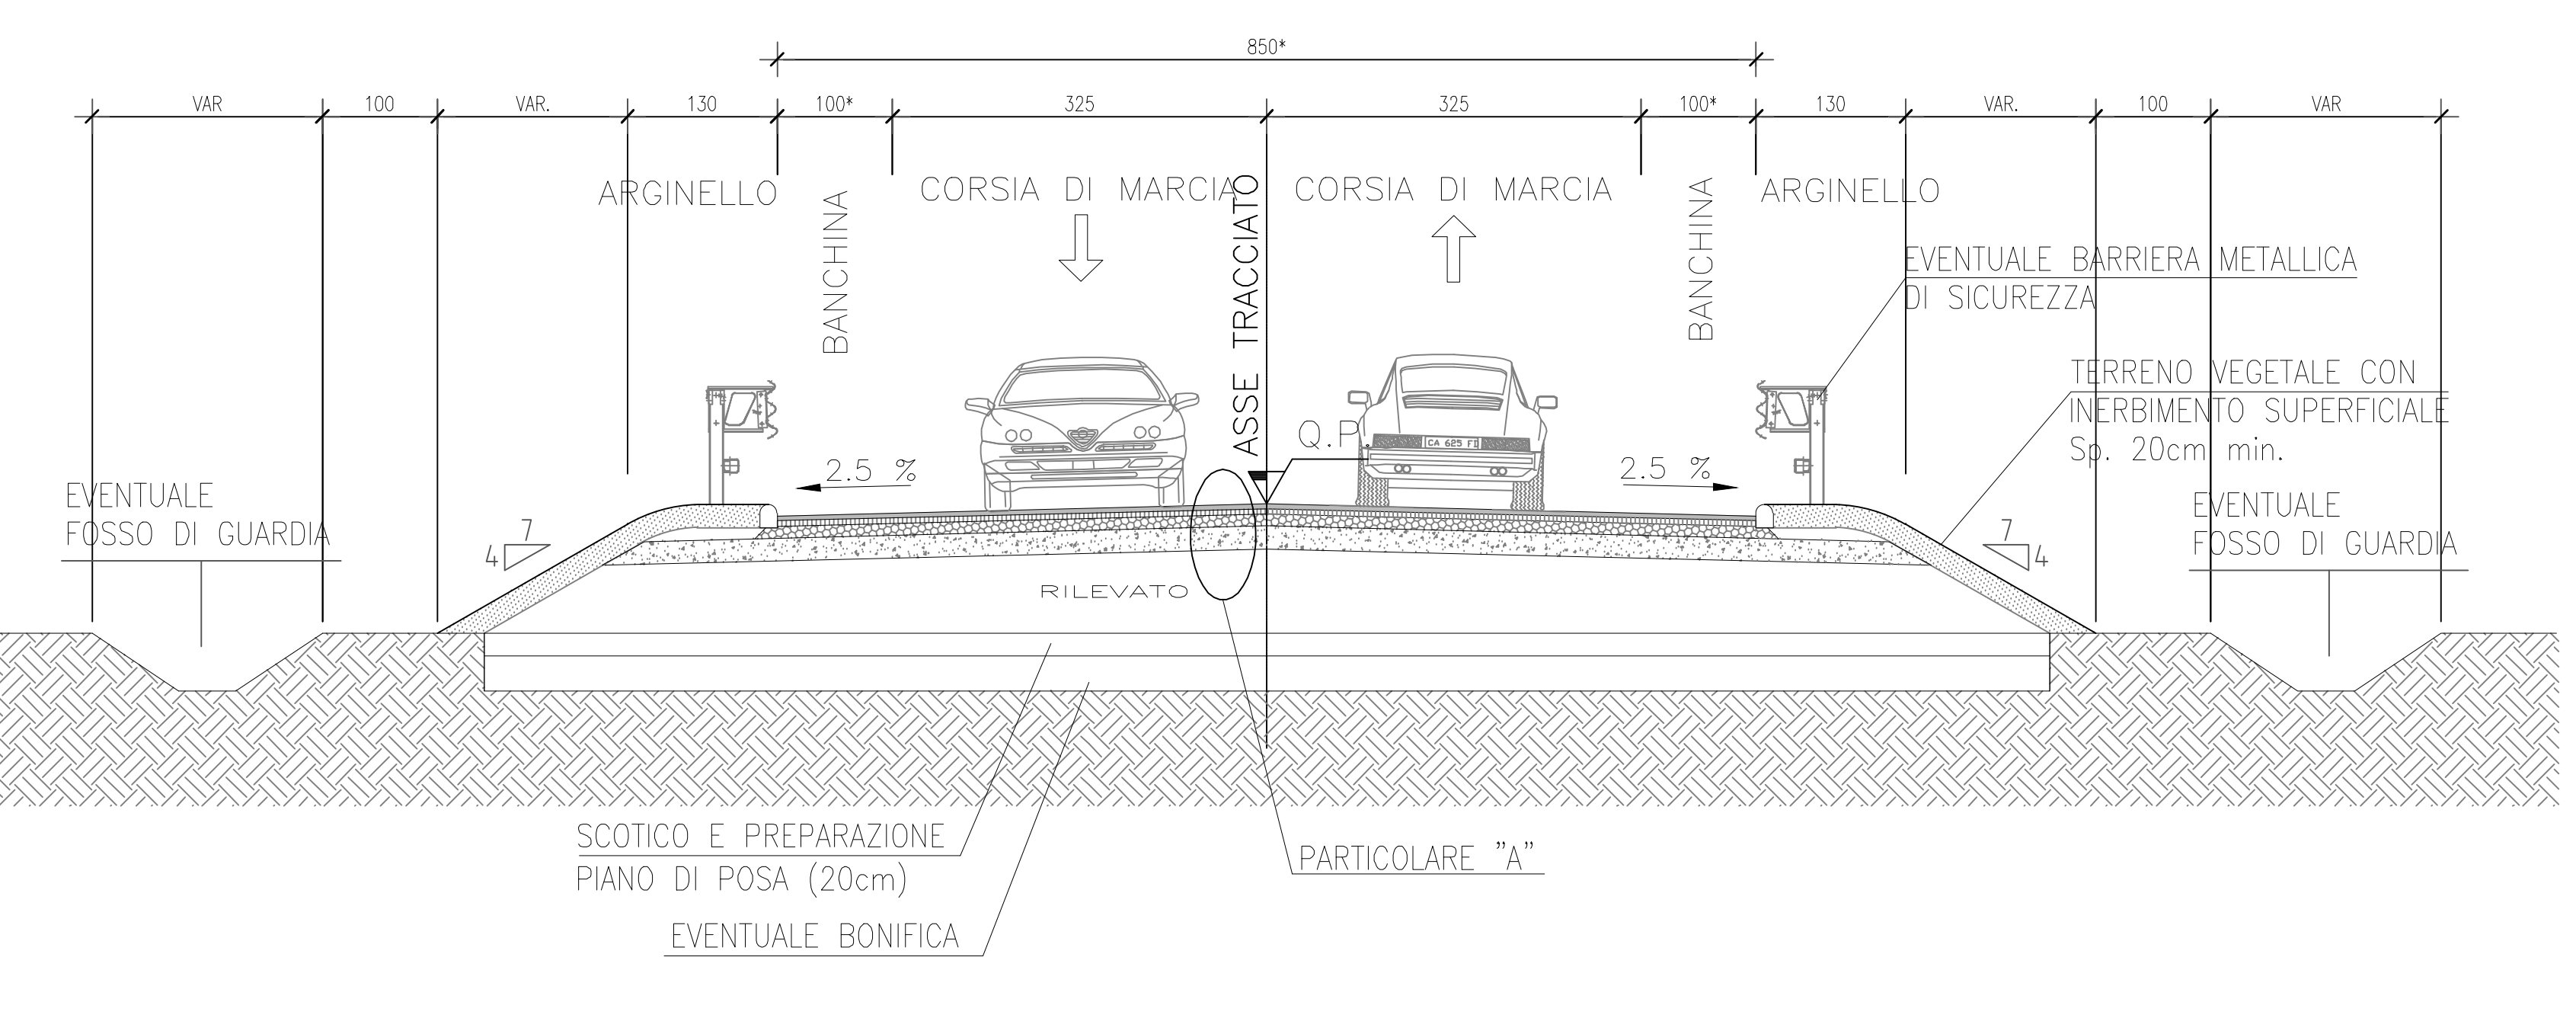 850*
VAR
100
VAR.
130
100*
325
325
100*
130
VAR.
100
VAR
ARGINELLO
BANCHINA
CORSIA DI MARCIA
ASSE TRACCIATO
CORSIA DI MARCIA
BANCHINA
ARGINELLO
EVENTUALE BARRIERA METALLICA
DI SICUREZZA
TERRENO VEGETALE CON
INERBIMENTO SUPERFICIALE
Sp. 20cm min.
Q.P.
CA 625 FI
2.5 %
2.5 %
EVENTUALE
FOSSO DI GUARDIA
7
4
7
4
EVENTUALE
FOSSO DI GUARDIA
RILEVATO
SCOTICO E PREPARAZIONE
PIANO DI POSA (20cm)
PARTICOLARE "A"
EVENTUALE BONIFICA